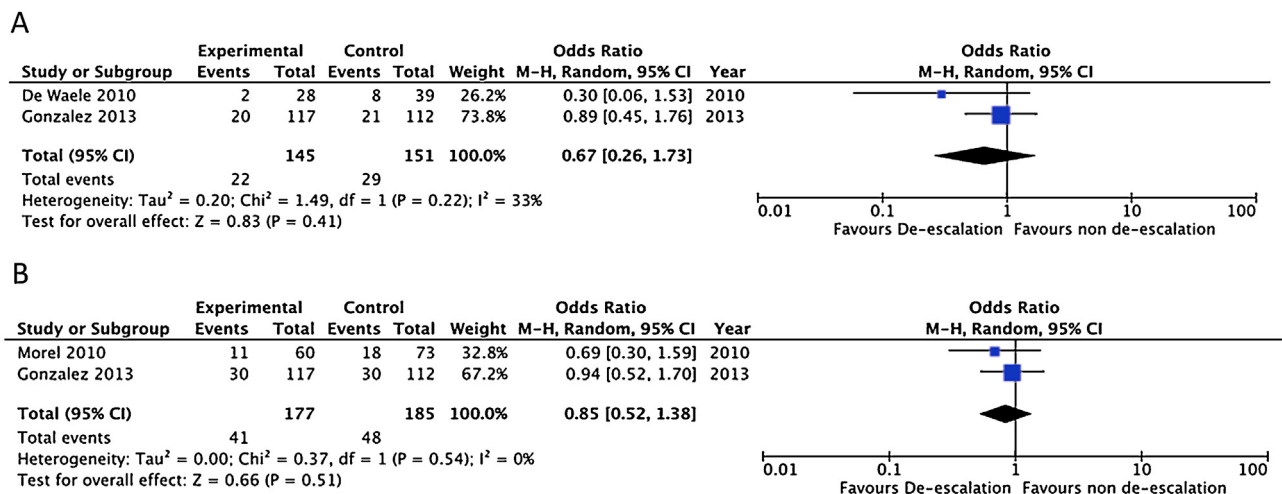 A
Experimental Control Odds Ratio Odds Ratio
Study or Subgroup Events Total Events Total Weight M-H, Random, 95% CI Year M-H, Random, 95% CI
De Waele 2010 2 28 8 39 26.2% 0.30 [0.06, 1.53] 2010
Gonzalez 2013 20 117 21 112 73.8% 0.89 [0.45, 1.76] 2013
Total (95% CI) 145 151 100.0% 0.67 [0.26, 1.73]
Total events 22 29
Heterogeneity: Tau² = 0.20; Chi² = 1.49, df = 1 (P = 0.22); I² = 33%
Test for overall effect: Z = 0.83 (P = 0.41)
0.01 0.1 1 10 100
Favours De-escalation Favours non de-escalation
B
Experimental Control Odds Ratio Odds Ratio
Study or Subgroup Events Total Events Total Weight M-H, Random, 95% CI Year M-H, Random, 95% CI
Morel 2010 11 60 18 73 32.8% 0.69 [0.30, 1.59] 2010
Gonzalez 2013 30 117 30 112 67.2% 0.94 [0.52, 1.70] 2013
Total (95% CI) 177 185 100.0% 0.85 [0.52, 1.38]
Total events 41 48
Heterogeneity: Tau² = 0.00; Chi² = 0.37, df = 1 (P = 0.54); I² = 0%
Test for overall effect: Z = 0.66 (P = 0.51)
0.01 0.1 1 10 100
Favours De-escalation Favours non de-escalation